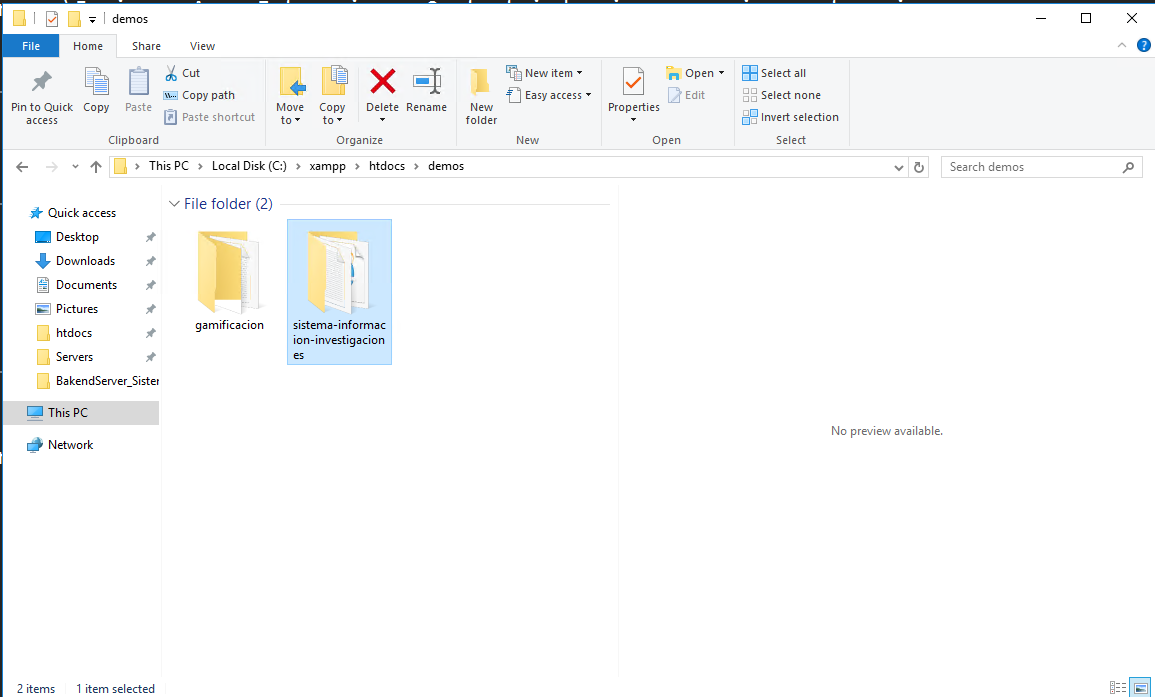 demos
File Home Share View
Pin to Quick access
Copy
Paste
Cut
Copy path
Paste shortcut
Clipboard
Move to
Copy to
Delete
Rename
Organize
New folder
New item
Easy access
New
Properties
Open
Edit
Open
Select all
Select none
Invert selection
Select
This PC > Local Disk (C:) > xampp > htdocs > demos
Search demos
Quick access
Desktop
Downloads
Documents
Pictures
htdocs
Servers
BakendServer_Sister
This PC
Network
File folder (2)
gamificacion
sistema-informac
ion-investigacion
es
No preview available.
2 items 1 item selected